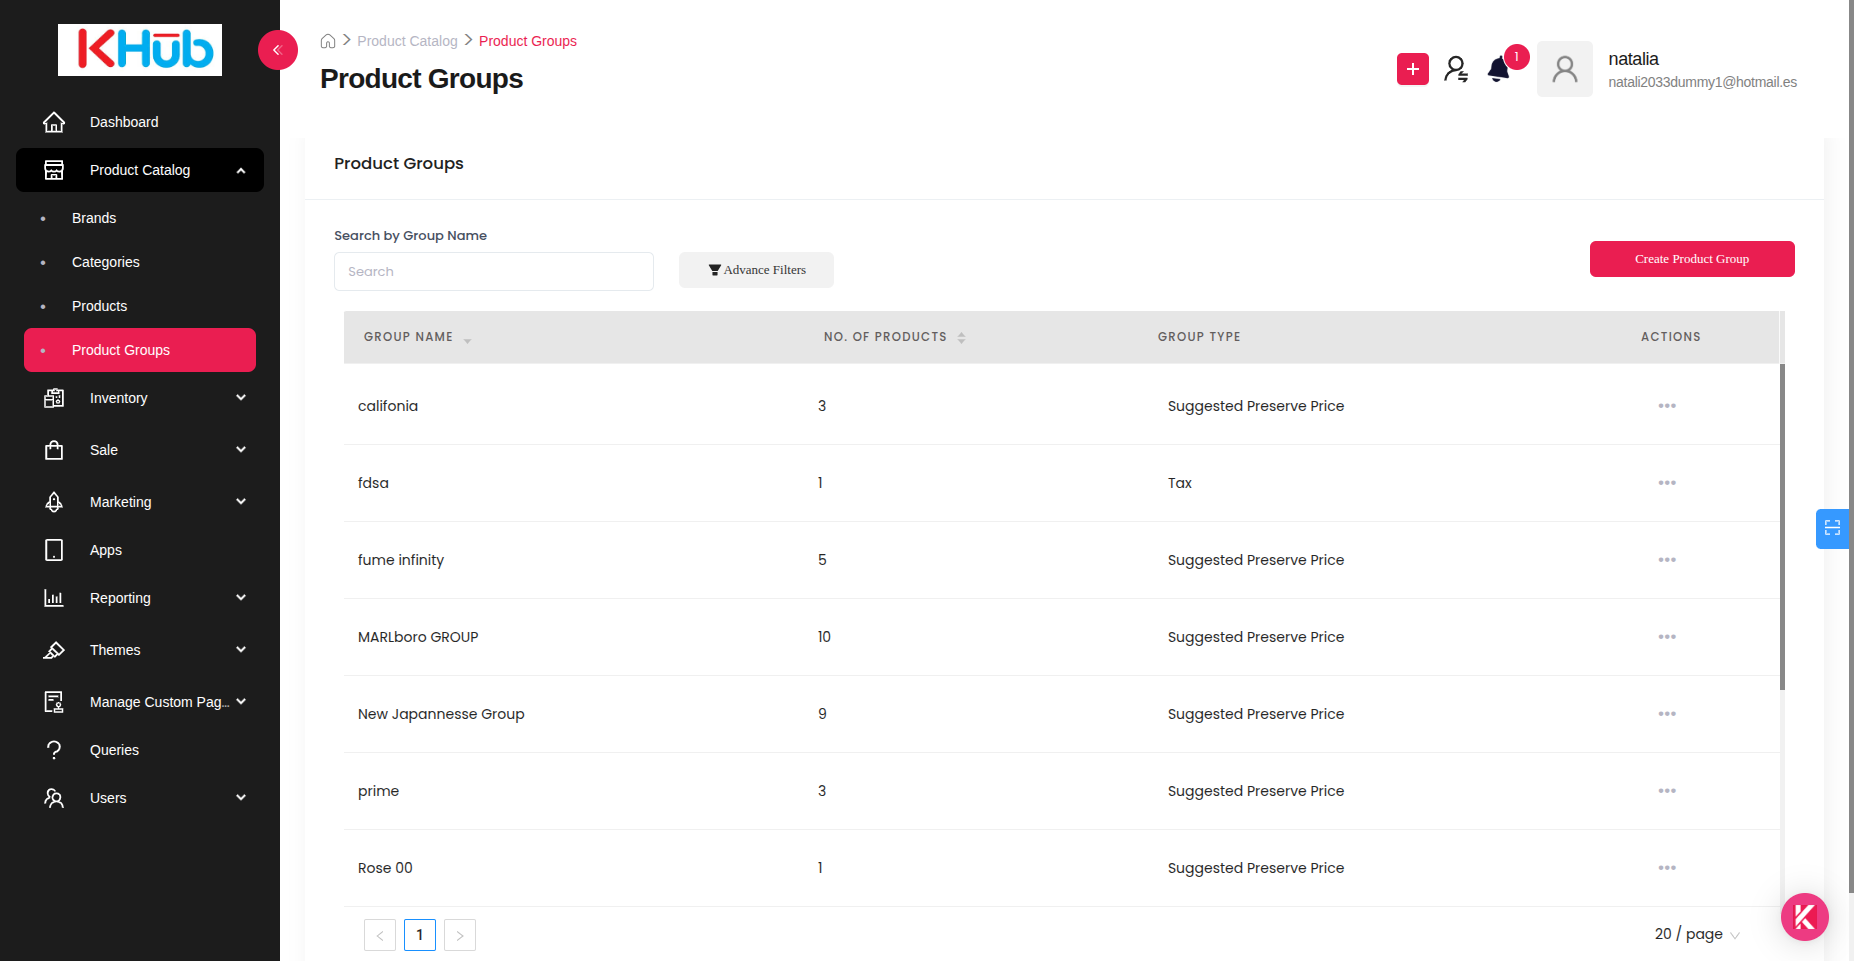 KHub
Dashboard
Product Catalog
Brands
Categories
Products
Product Groups
Inventory
Sale
Marketing
Apps
Reporting
Themes
Manage Custom Pag...
Queries
Users
Product Catalog
Product Groups
Product Groups
1
natalia
natali2033dummy1@hotmail.es
Product Groups
Search by Group Name
Search
Advance Filters
Create Product Group
GROUP NAME NO. OF PRODUCTS GROUP TYPE ACTIONS
califonia 3 Suggested Preserve Price
fdsa 1 Tax
fume infinity 5 Suggested Preserve Price
MARLboro GROUP 10 Suggested Preserve Price
New Japannesse Group 9 Suggested Preserve Price
prime 3 Suggested Preserve Price
Rose 00 1 Suggested Preserve Price
1
20 / page
K